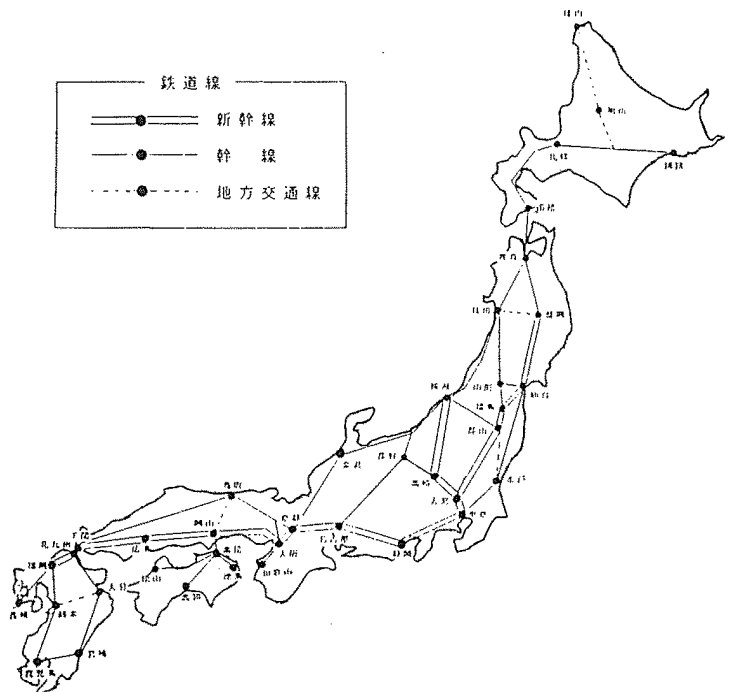 稚内
鉄道線
新幹線
旭川
幹線
札幌
釧路
地方交通線
函館
青森
秋田
盛岡
新潟
山形
仙台
福島
郡山
金沢
長野
高崎
水戸
大宮
東京
鳥取
京都
岡山
名古屋
下関
北九州
広島
大阪
静岡
福岡
高松
松山
徳島
和歌山
大分
高知
長崎
熊本
宮崎
鹿児島